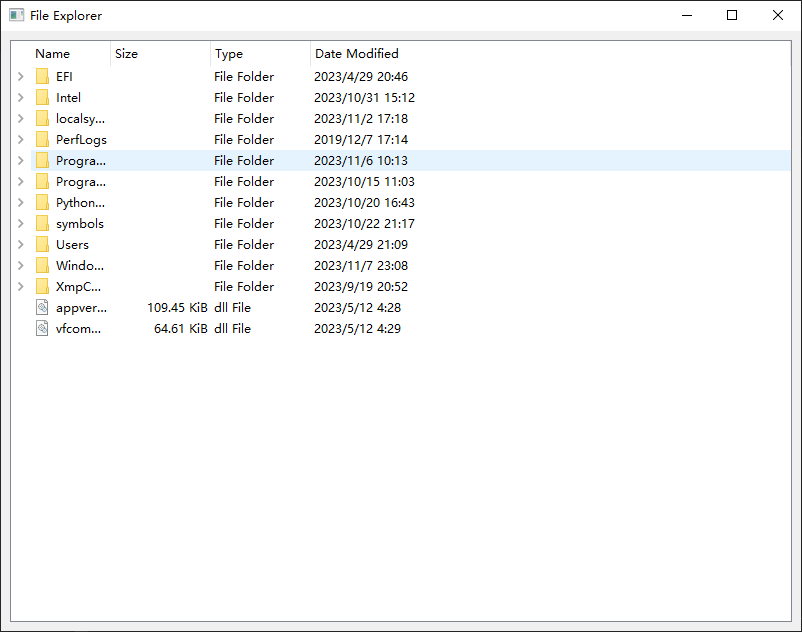 File Explorer
Name Size Type Date Modified
EFI File Folder 2023/4/29 20:46
Intel File Folder 2023/10/31 15:12
localsy... File Folder 2023/11/2 17:18
PerfLogs File Folder 2019/12/7 17:14
Progra... File Folder 2023/11/6 10:13
Progra... File Folder 2023/10/15 11:03
Python... File Folder 2023/10/20 16:43
symbols File Folder 2023/10/22 21:17
Users File Folder 2023/4/29 21:09
Windo... File Folder 2023/11/7 23:08
XmpC... File Folder 2023/9/19 20:52
appver... 109.45 KiB dll File 2023/5/12 4:28
vfcom... 64.61 KiB dll File 2023/5/12 4:29